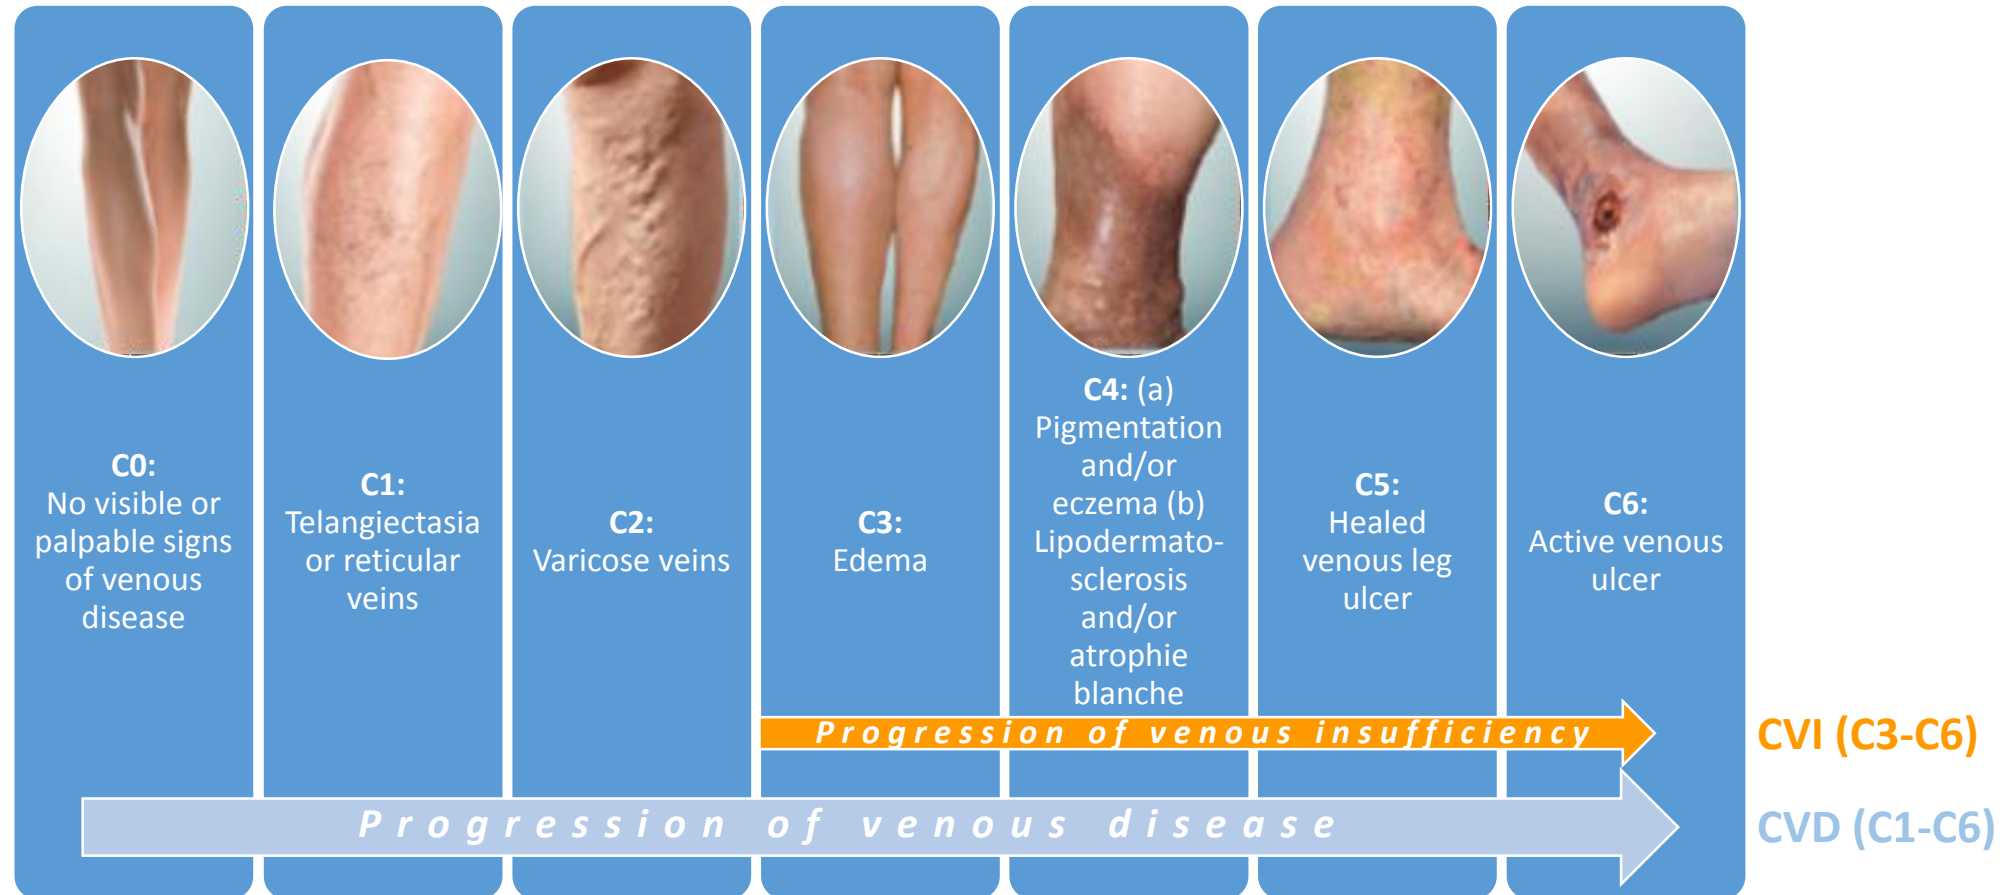 C0:
No visible or
palpable signs
of venous
disease
C1:
Telangiectasia
or reticular
veins
C2:
Varicose veins
C3:
Edema
C4: (a)
Pigmentation
and/or
eczema (b)
Lipodermato-
sclerosis
and/or
atrophie
blanche
C5:
Healed
venous leg
ulcer
C6:
Active venous
ulcer
Progression of venous insufficiency
CVI (C3-C6)
Progression of venous disease
CVD (C1-C6)